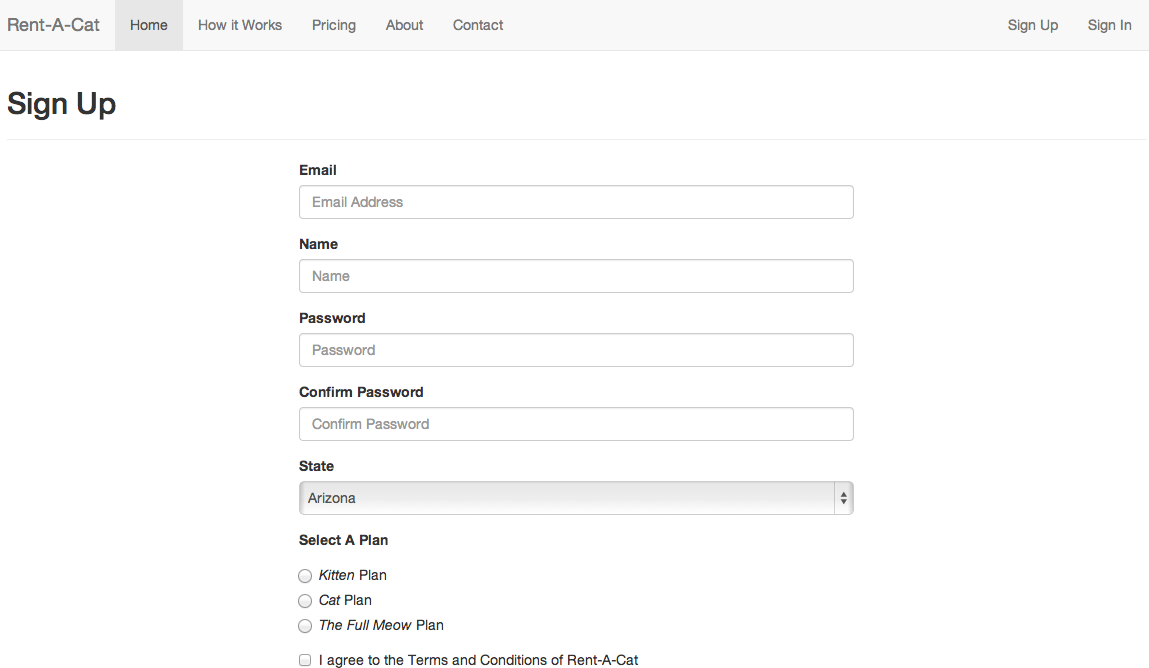 Rent-A-Cat Home How it Works Pricing About Contact Sign Up Sign In
Sign Up
Email
Email Address
Name
Name
Password
Password
Confirm Password
Confirm Password
State
Arizona
Select A Plan
Kitten Plan
Cat Plan
The Full Meow Plan
I agree to the Terms and Conditions of Rent-A-Cat